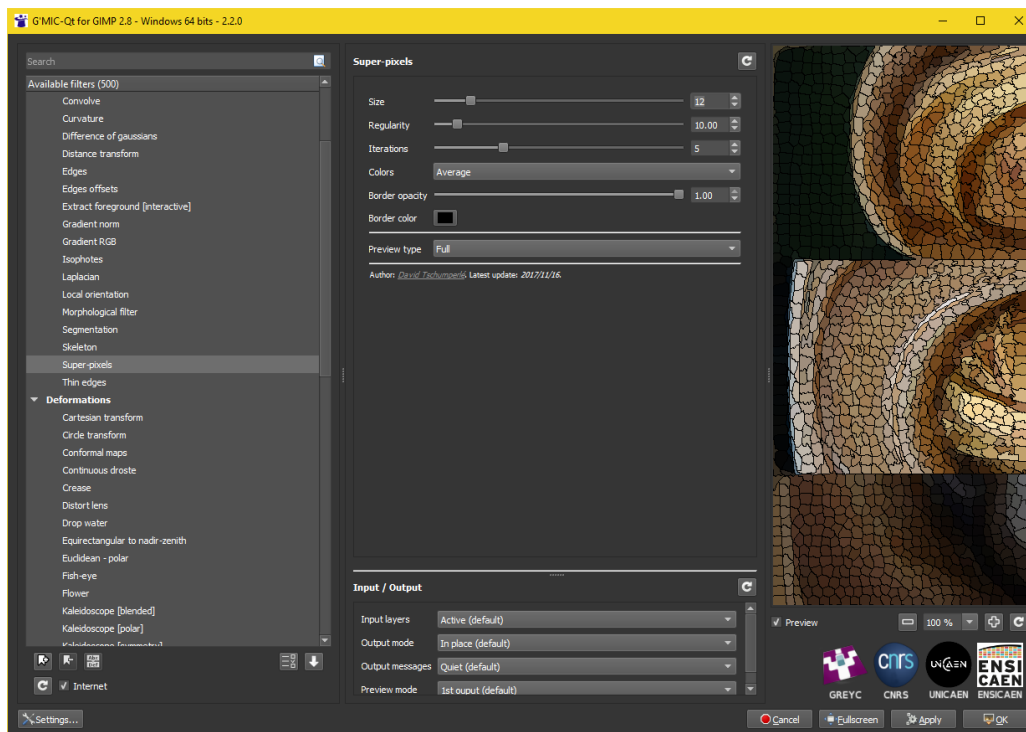 G'MIC-Qt for GIMP 2.8 - Windows 64 bits - 2.2.0
Search
Available filters (500)
Convolve
Curvature
Difference of gaussians
Distance transform
Edges
Edges offsets
Extract foreground [interactive]
Gradient norm
Gradient RGB
Isophotes
Laplacian
Local orientation
Morphological filter
Segmentation
Skeleton
Super-pixels
Thin edges
Deformations
Cartesian transform
Circle transform
Conformal maps
Continuous droste
Crease
Distort lens
Drop water
Equirectangular to nadir-zenith
Euclidean - polar
Fish-eye
Flower
Kaleidoscope [blended]
Kaleidoscope [polar]
Kaleidoscope [symmetry]
Internet
Settings...
Super-pixels
Size 12
Regularity 10.00
Iterations 5
Colors Average
Border opacity 1.00
Border color
Preview type Full
Author: David Tschumperlé. Latest update: 2017/11/16.
Input / Output
Input layers Active (default)
Output mode In place (default)
Output messages Quiet (default)
Preview mode 1st ouput (default)
Preview 100 %
cnrs UNICAEN ENSI CAEN
GREYC CNRS UNICAEN ENSICAEN
Cancel Fullscreen Apply OK